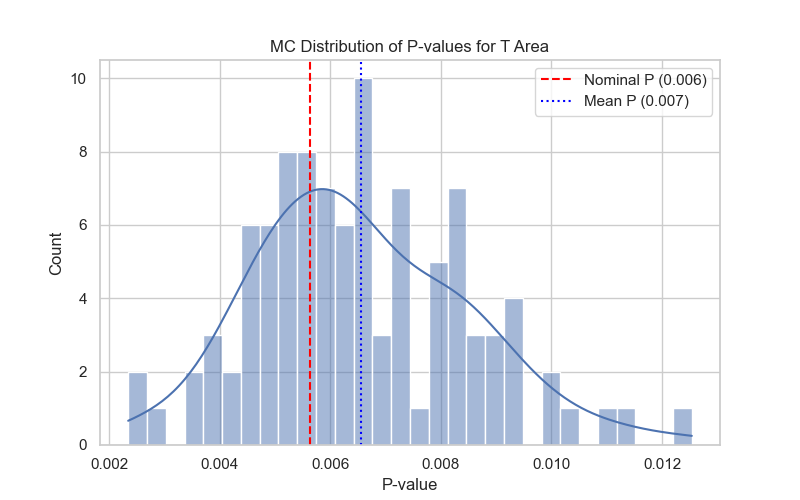 MC Distribution of P-values for T Area
Nominal P (0.006)
Mean P (0.007)
10
8
6
4
2
0
Count
0.002 0.004 0.006 0.008 0.010 0.012
P-value